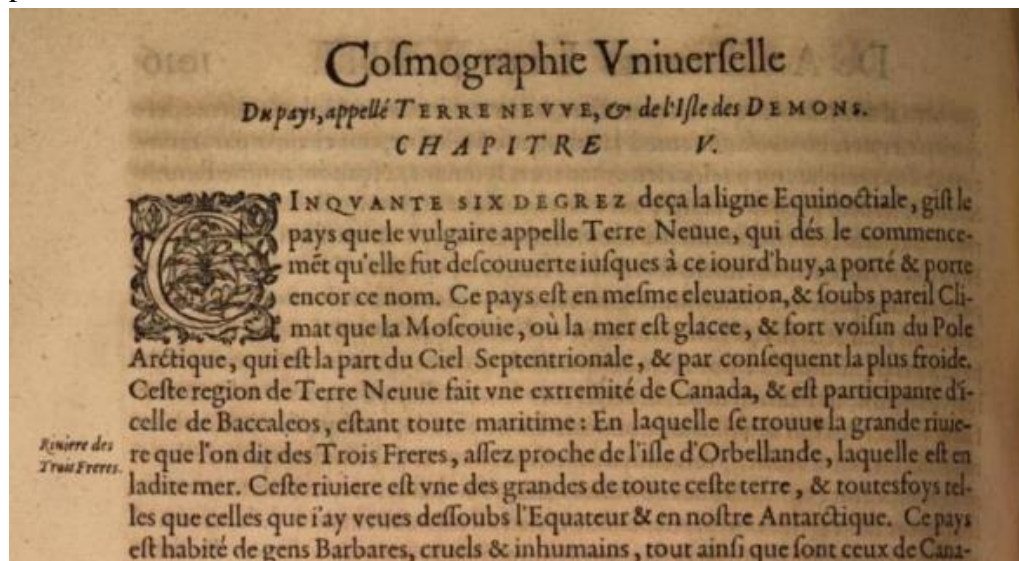 Coſmographie Vniuerſelle
Du pays, appellé TERRE NEVVE, & de l'Iſle des DEMONS.
CHAPITRE V.
CINQVANTE SIX DEGREZ deça la ligne Equinoctiale, giſt le
pays que le vulgaire appelle Terre Neuue, qui dés le commence-
mēt qu'elle fut deſcouuerte iuſques à ce iourd'huy, a porté & porte
encor ce nom. Ce pays eſt en meſme eleuation, & ſoubs pareil Cli-
mat que la Moſcouie, où la mer eſt glacee, & fort voiſin du Pole
Arctique, qui eſt la part du Ciel Septentrionale, & par conſequent la plus froide.
Ceſte region de Terre Neuue fait vne extremité de Canada, & eſt participante d'i-
celle de Baccaleos, eſtant toute maritime : En laquelle ſe trouue la grande riuie-
Riuiere des
Trois Freres.
re que l'on dit des Trois Freres, aſſez proche de l'iſle d'Orbellande, laquelle eſt en
ladite mer. Ceſte riuiere eſt vne des grandes de toute ceſte terre, & toutesfoys tel-
les que celles que i'ay veues deſſoubs l'Equateur & en noſtre Antarctique. Ce pays
eſt habité de gens Barbares, cruels & inhumains, tout ainſi que ſont ceux de Cana-